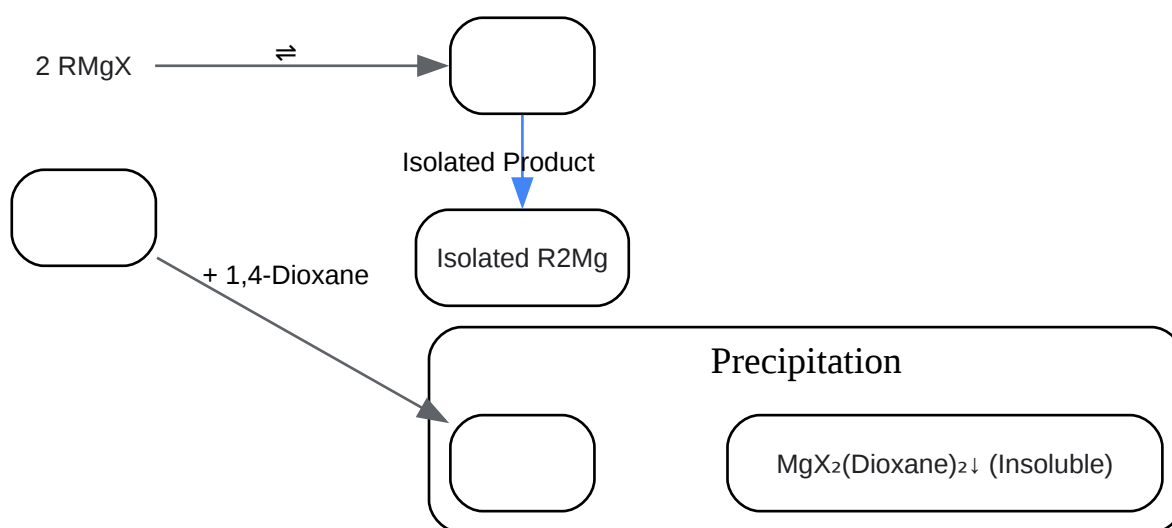 2 RMgX
⇌
Isolated Product
Isolated R2Mg
+ 1,4-Dioxane
Precipitation
MgX₂(Dioxane)₂↓ (Insoluble)